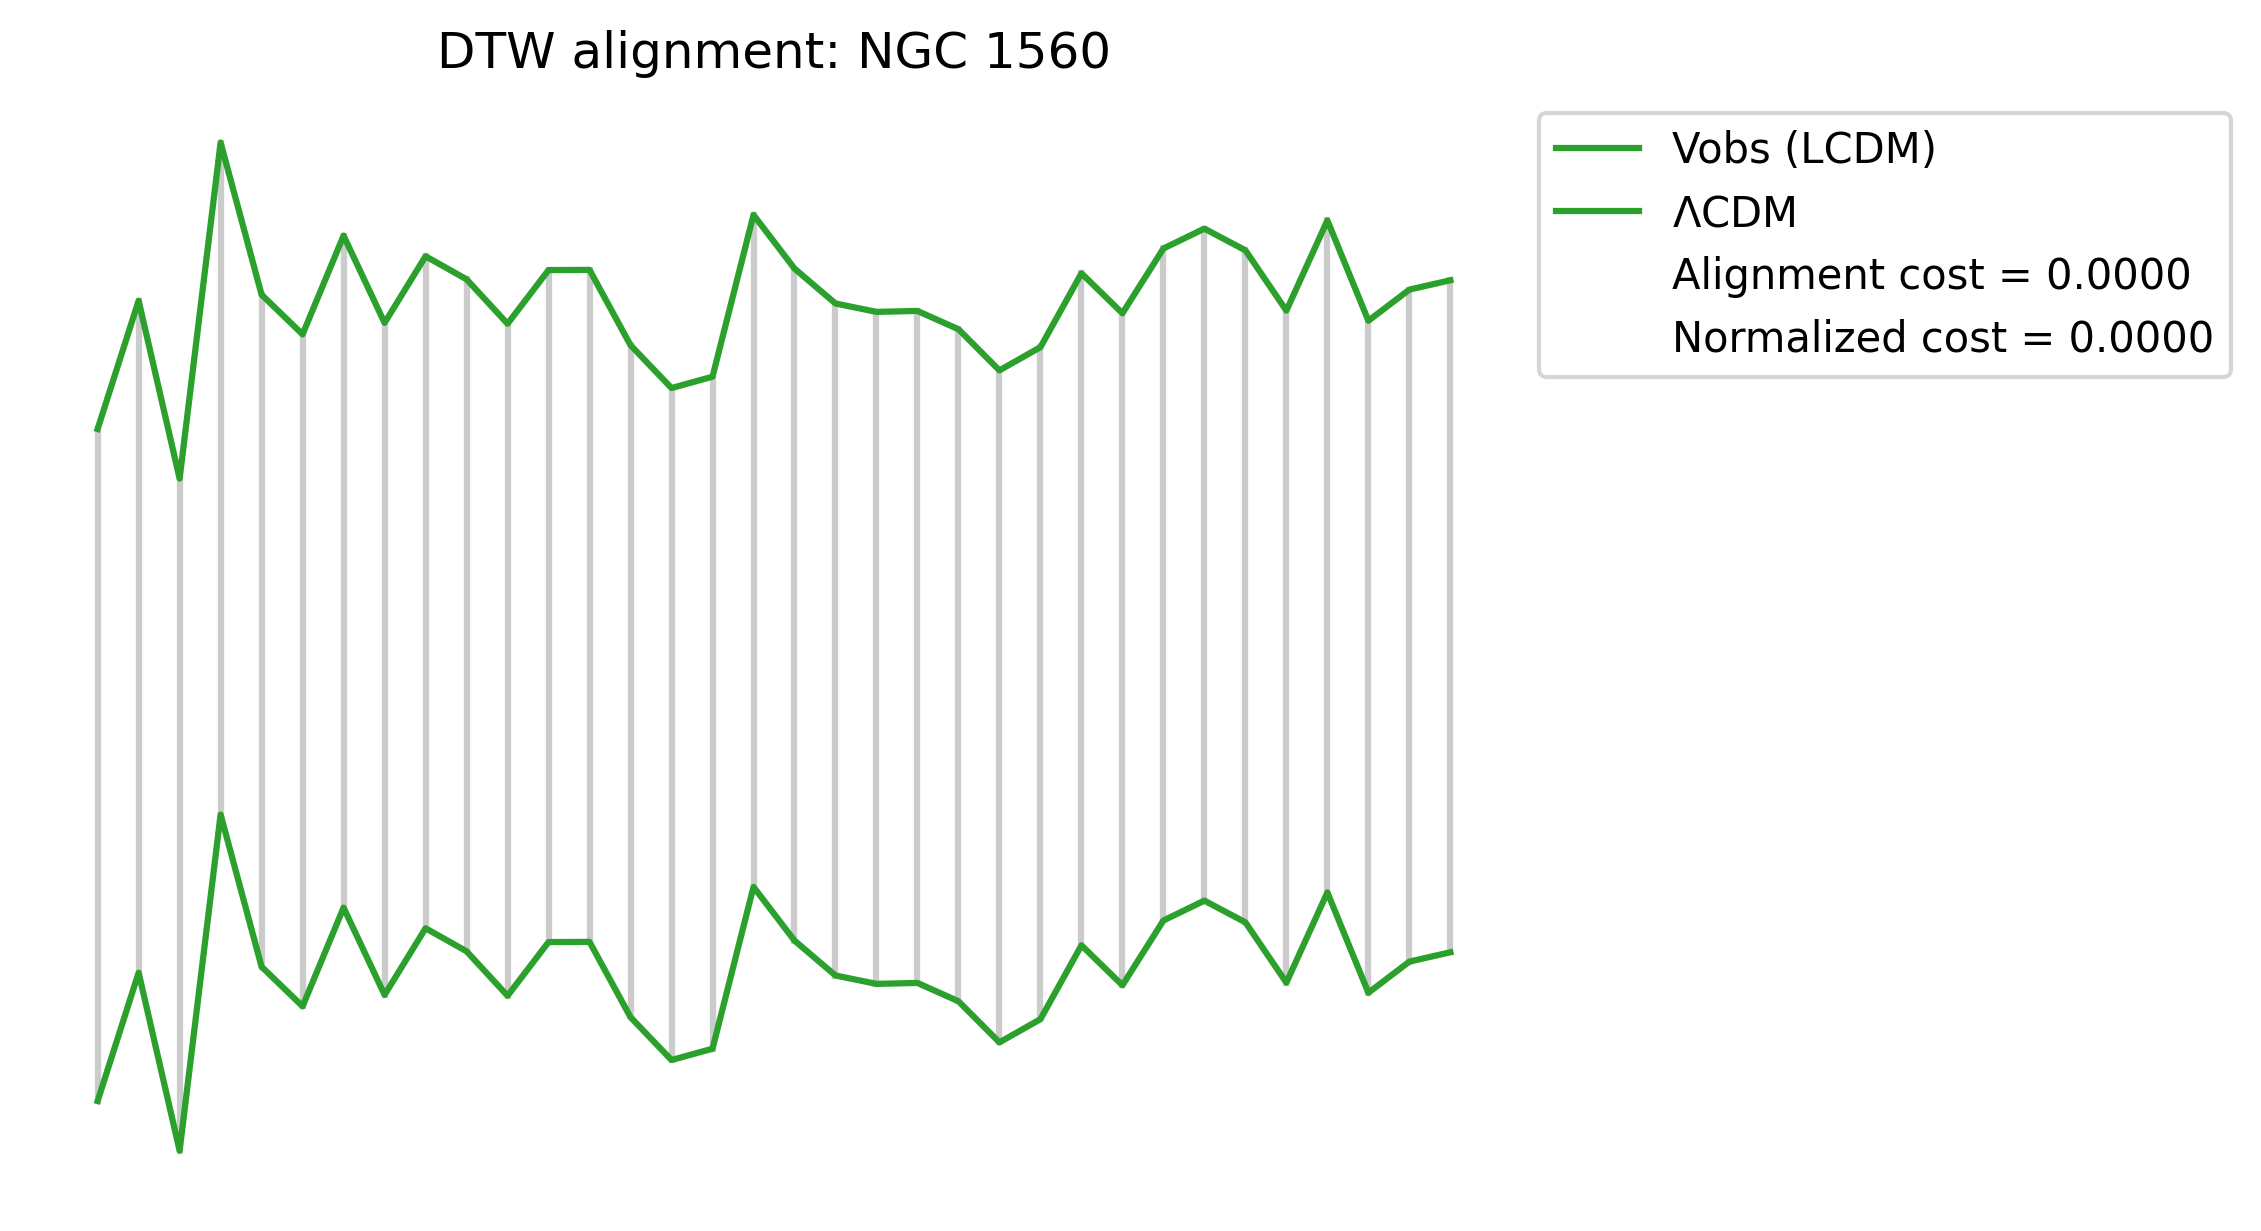 DTW alignment: NGC 1560
Vobs (LCDM)
ΛCDM
Alignment cost = 0.0000
Normalized cost = 0.0000